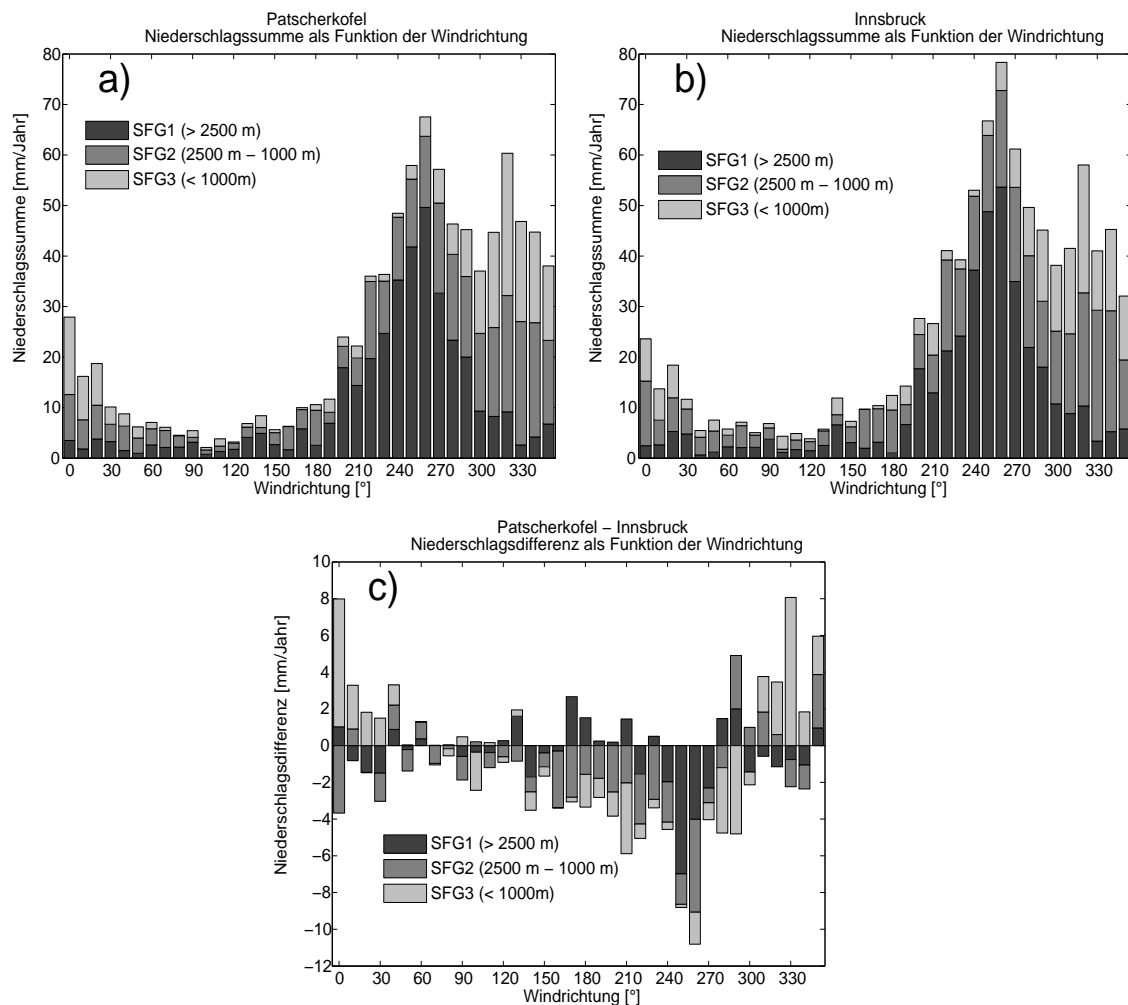 Patscherkofel
Niederschlagssumme als Funktion der Windrichtung
a)
SFG1 (> 2500 m)
SFG2 (2500 m − 1000 m)
SFG3 (< 1000m)
Niederschlagssumme [mm/Jahr]
80
70
60
50
40
30
20
10
0
0 30 60 90 120 150 180 210 240 270 300 330
Windrichtung [°]
Innsbruck
Niederschlagssumme als Funktion der Windrichtung
b)
SFG1 (> 2500 m)
SFG2 (2500 m − 1000 m)
SFG3 (< 1000m)
Niederschlagssumme [mm/Jahr]
80
70
60
50
40
30
20
10
0
0 30 60 90 120 150 180 210 240 270 300 330
Windrichtung [°]
Patscherkofel − Innsbruck
Niederschlagsdifferenz als Funktion der Windrichtung
c)
SFG1 (> 2500 m)
SFG2 (2500 m − 1000 m)
SFG3 (< 1000m)
Niederschlagsdifferenz [mm/Jahr]
10
8
6
4
2
0
−2
−4
−6
−8
−10
−12
0 30 60 90 120 150 180 210 240 270 300 330
Windrichtung [°]